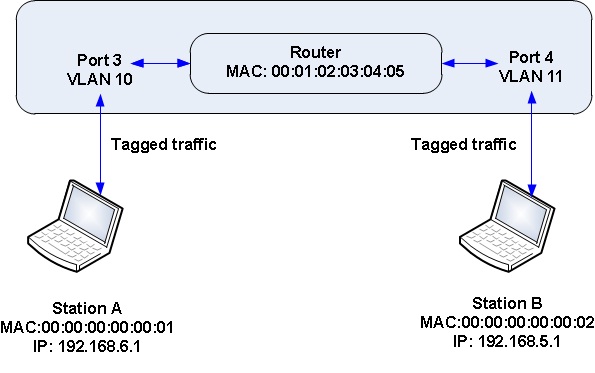 Port 3
VLAN 10
Router
MAC: 00:01:02:03:04:05
Port 4
VLAN 11
Tagged traffic
Tagged traffic
Station A
MAC:00:00:00:00:00:01
IP: 192.168.6.1
Station B
MAC:00:00:00:00:00:02
IP: 192.168.5.1